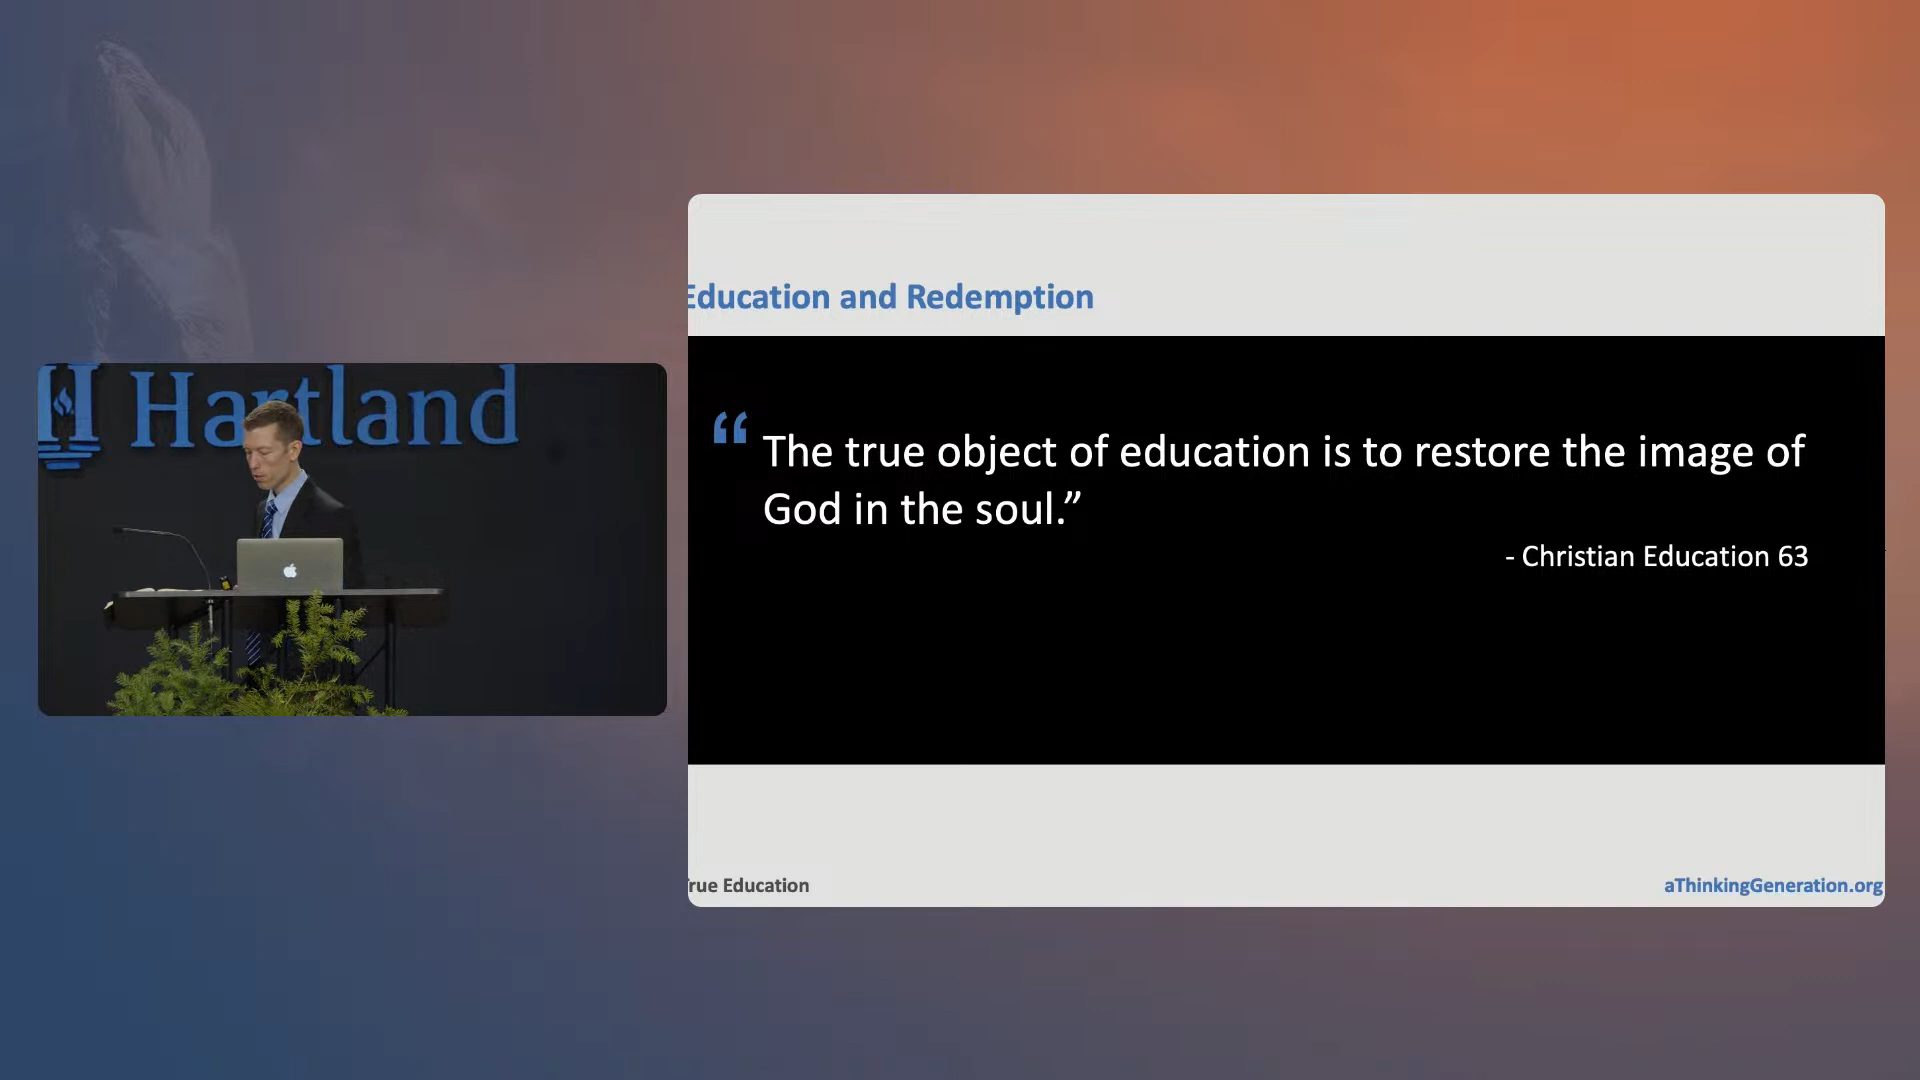 Hartland
Education and Redemption
“ The true object of education is to restore the image of
God in the soul.”
- Christian Education 63
True Education
aThinkingGeneration.org